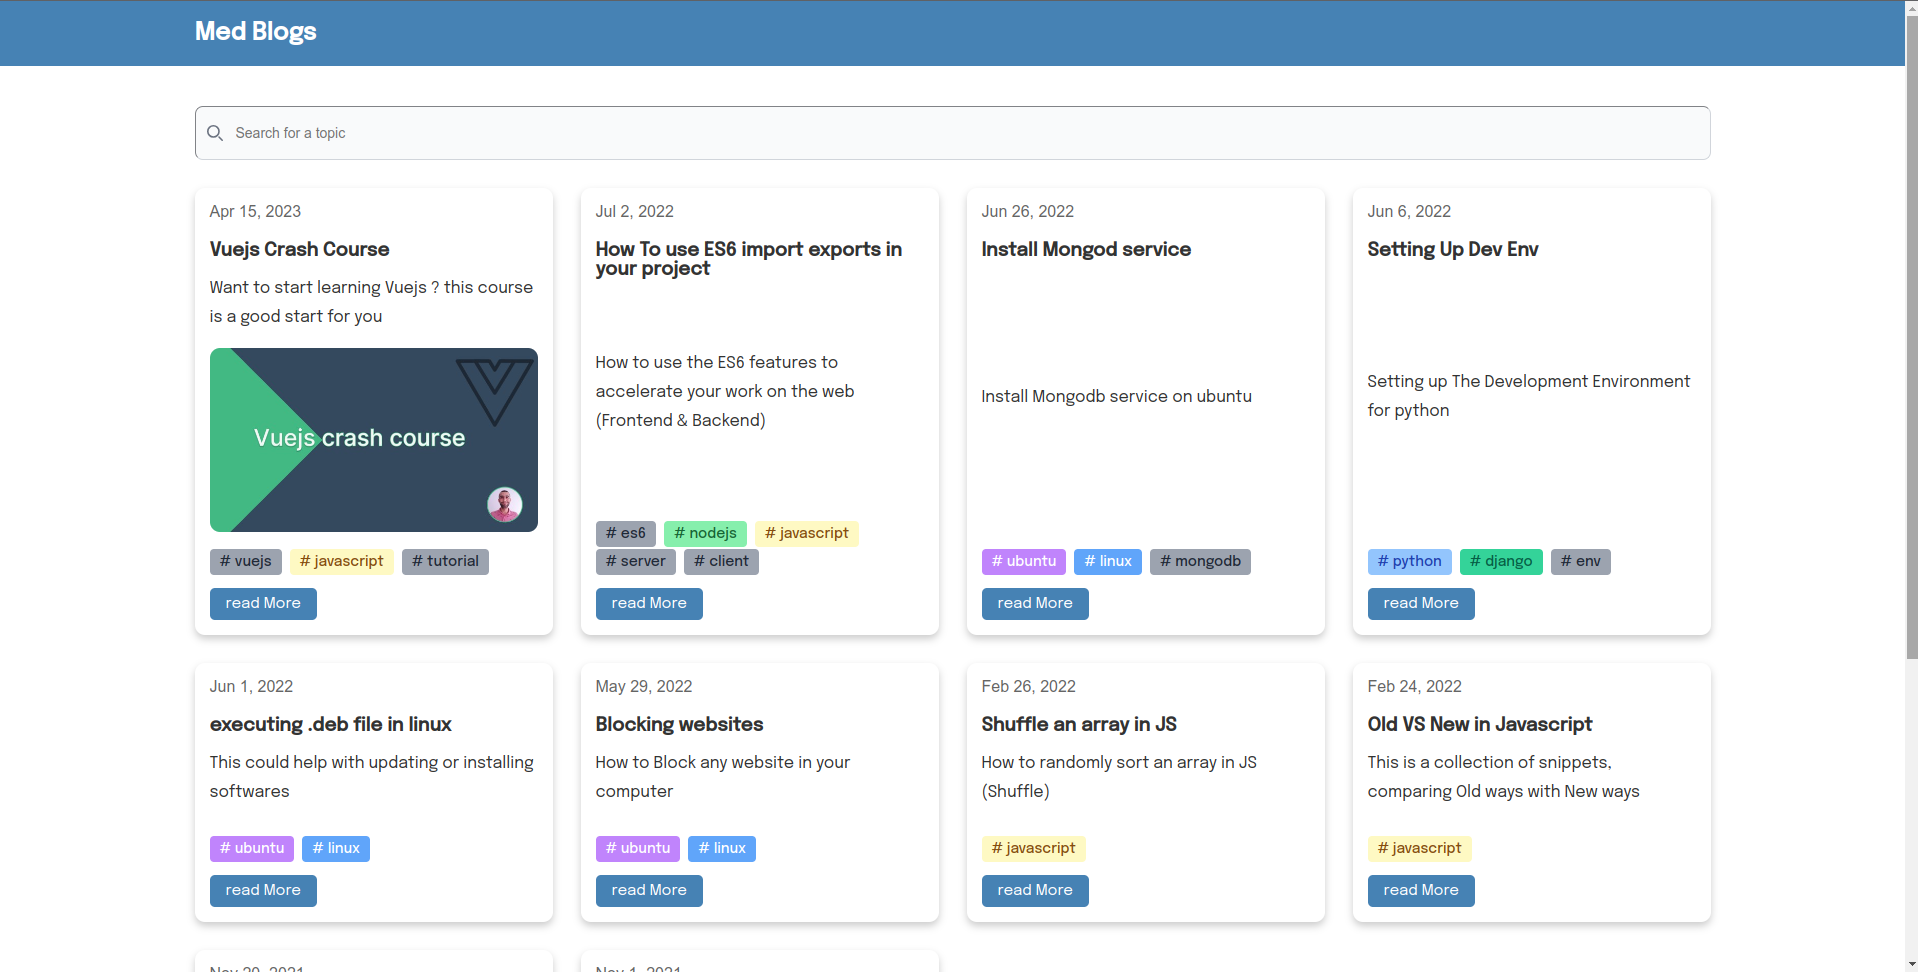 Med Blogs
Search for a topic
Apr 15, 2023
Vuejs Crash Course
Want to start learning Vuejs ? this course
is a good start for you
Vuejs crash course
# vuejs # javascript # tutorial
read More
Jul 2, 2022
How To use ES6 import exports in
your project
How to use the ES6 features to
accelerate your work on the web
(Frontend & Backend)
# es6 # nodejs # javascript
# server # client
read More
Jun 26, 2022
Install Mongod service
Install Mongodb service on ubuntu
# ubuntu # linux # mongodb
read More
Jun 6, 2022
Setting Up Dev Env
Setting up The Development Environment
for python
# python # django # env
read More
Jun 1, 2022
executing .deb file in linux
This could help with updating or installing
softwares
# ubuntu # linux
read More
May 29, 2022
Blocking websites
How to Block any website in your
computer
# ubuntu # linux
read More
Feb 26, 2022
Shuffle an array in JS
How to randomly sort an array in JS
(Shuffle)
# javascript
read More
Feb 24, 2022
Old VS New in Javascript
This is a collection of snippets,
comparing Old ways with New ways
# javascript
read More
Nov 20, 2021
Nov 1, 2021